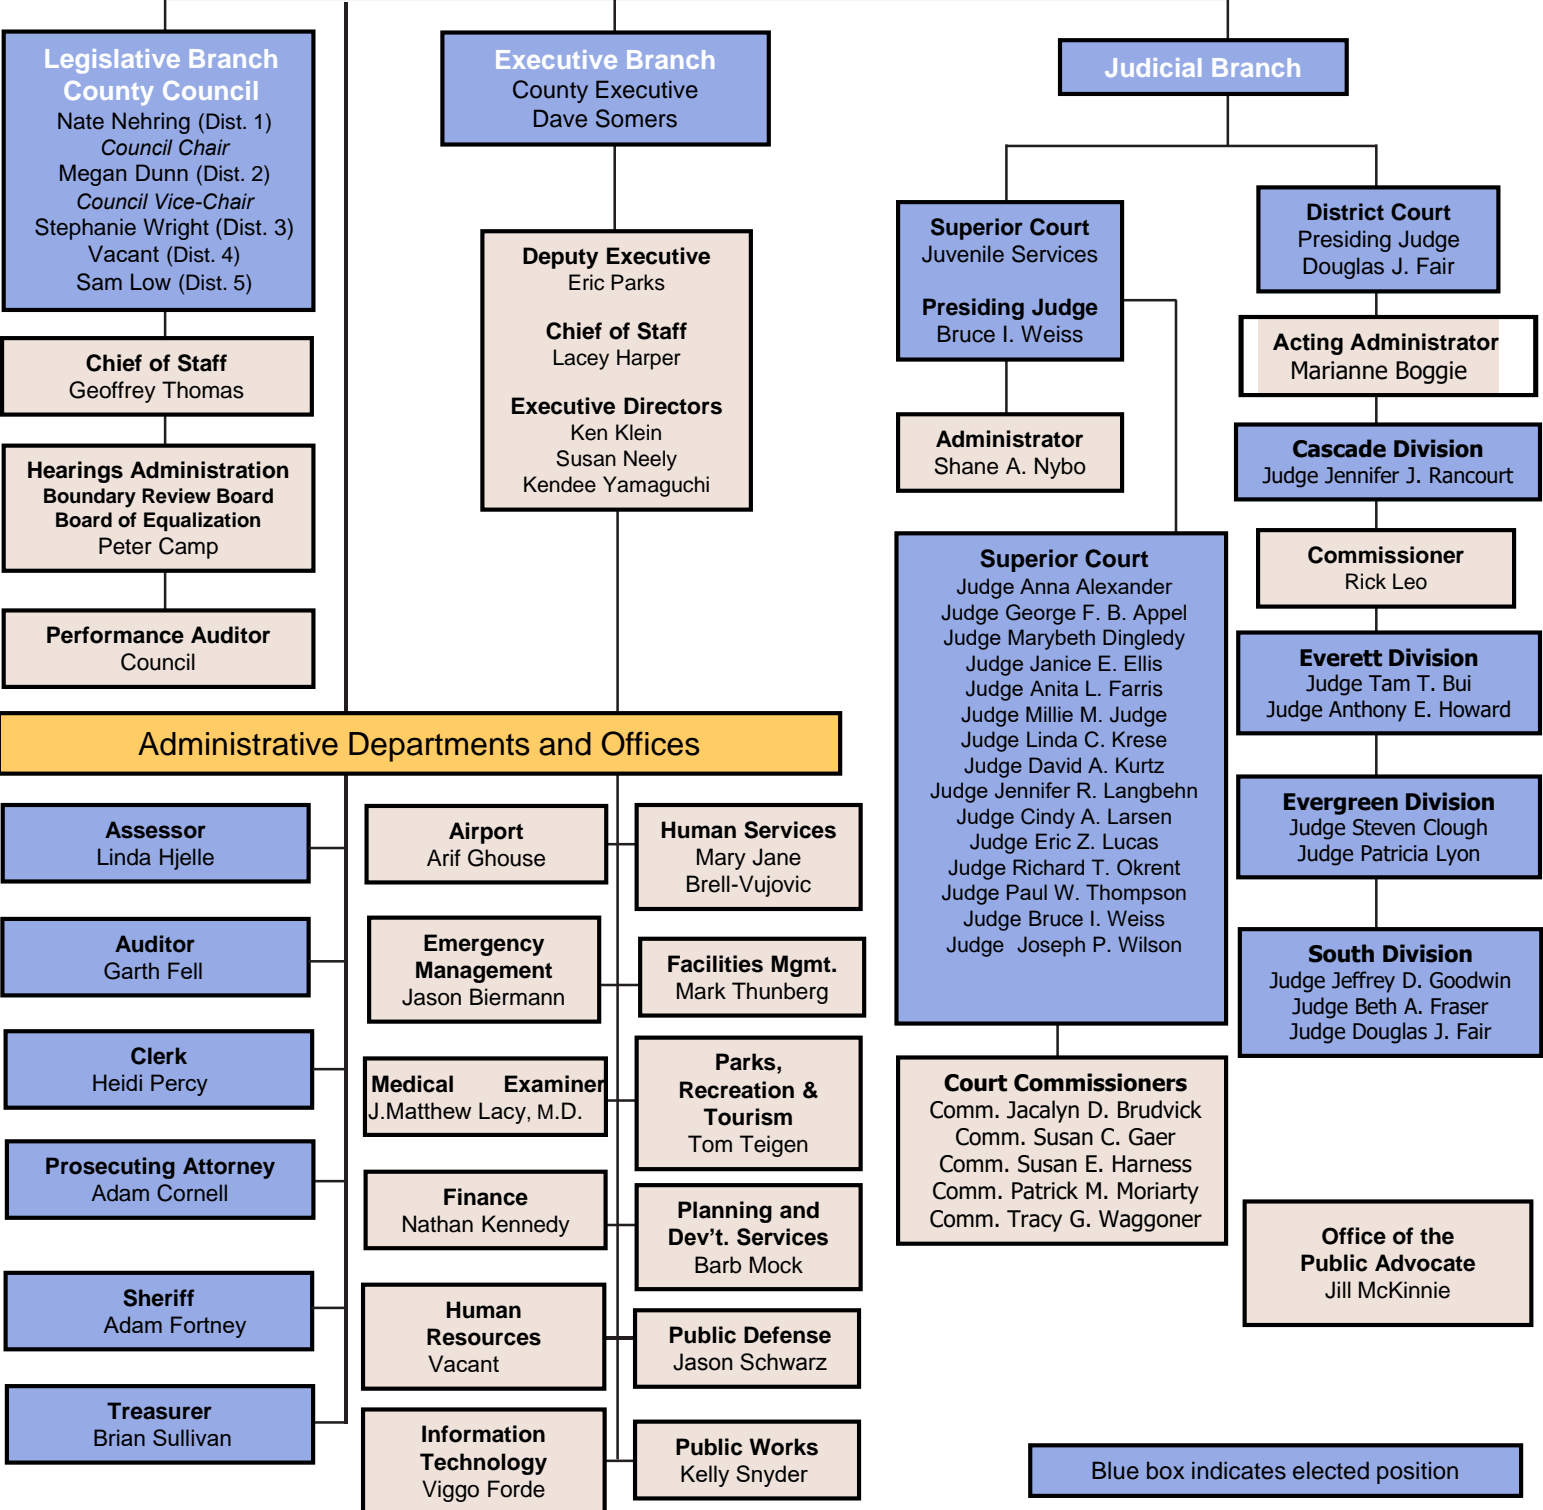 Legislative Branch
County Council
Nate Nehring (Dist. 1)
Council Chair
Megan Dunn (Dist. 2)
Council Vice-Chair
Stephanie Wright (Dist. 3)
Vacant (Dist. 4)
Sam Low (Dist. 5)
Chief of Staff
Geoffrey Thomas
Hearings Administration
Boundary Review Board
Board of Equalization
Peter Camp
Performance Auditor
Council
Executive Branch
County Executive
Dave Somers
Deputy Executive
Eric Parks
Chief of Staff
Lacey Harper
Executive Directors
Ken Klein
Susan Neely
Kendee Yamaguchi
Judicial Branch
Superior Court
Juvenile Services
Presiding Judge
Bruce I. Weiss
Administrator
Shane A. Nybo
Superior Court
Judge Anna Alexander
Judge George F. B. Appel
Judge Marybeth Dingledy
Judge Janice E. Ellis
Judge Anita L. Farris
Judge Millie M. Judge
Judge Linda C. Krese
Judge David A. Kurtz
Judge Jennifer R. Langbehn
Judge Cindy A. Larsen
Judge Eric Z. Lucas
Judge Richard T. Okrent
Judge Paul W. Thompson
Judge Bruce I. Weiss
Judge Joseph P. Wilson
Court Commissioners
Comm. Jacalyn D. Brudvick
Comm. Susan C. Gaer
Comm. Susan E. Harness
Comm. Patrick M. Moriarty
Comm. Tracy G. Waggoner
District Court
Presiding Judge
Douglas J. Fair
Acting Administrator
Marianne Boggie
Cascade Division
Judge Jennifer J. Rancourt
Commissioner
Rick Leo
Everett Division
Judge Tam T. Bui
Judge Anthony E. Howard
Evergreen Division
Judge Steven Clough
Judge Patricia Lyon
South Division
Judge Jeffrey D. Goodwin
Judge Beth A. Fraser
Judge Douglas J. Fair
Office of the
Public Advocate
Jill McKinnie
Administrative Departments and Offices
Assessor
Linda Hjelle
Auditor
Garth Fell
Clerk
Heidi Percy
Prosecuting Attorney
Adam Cornell
Sheriff
Adam Fortney
Treasurer
Brian Sullivan
Airport
Arif Ghouse
Emergency
Management
Jason Biermann
Medical Examiner
J.Matthew Lacy, M.D.
Finance
Nathan Kennedy
Human
Resources
Vacant
Information
Technology
Viggo Forde
Human Services
Mary Jane
Brell-Vujovic
Facilities Mgmt.
Mark Thunberg
Parks,
Recreation &
Tourism
Tom Teigen
Planning and
Dev't. Services
Barb Mock
Public Defense
Jason Schwarz
Public Works
Kelly Snyder
Blue box indicates elected position